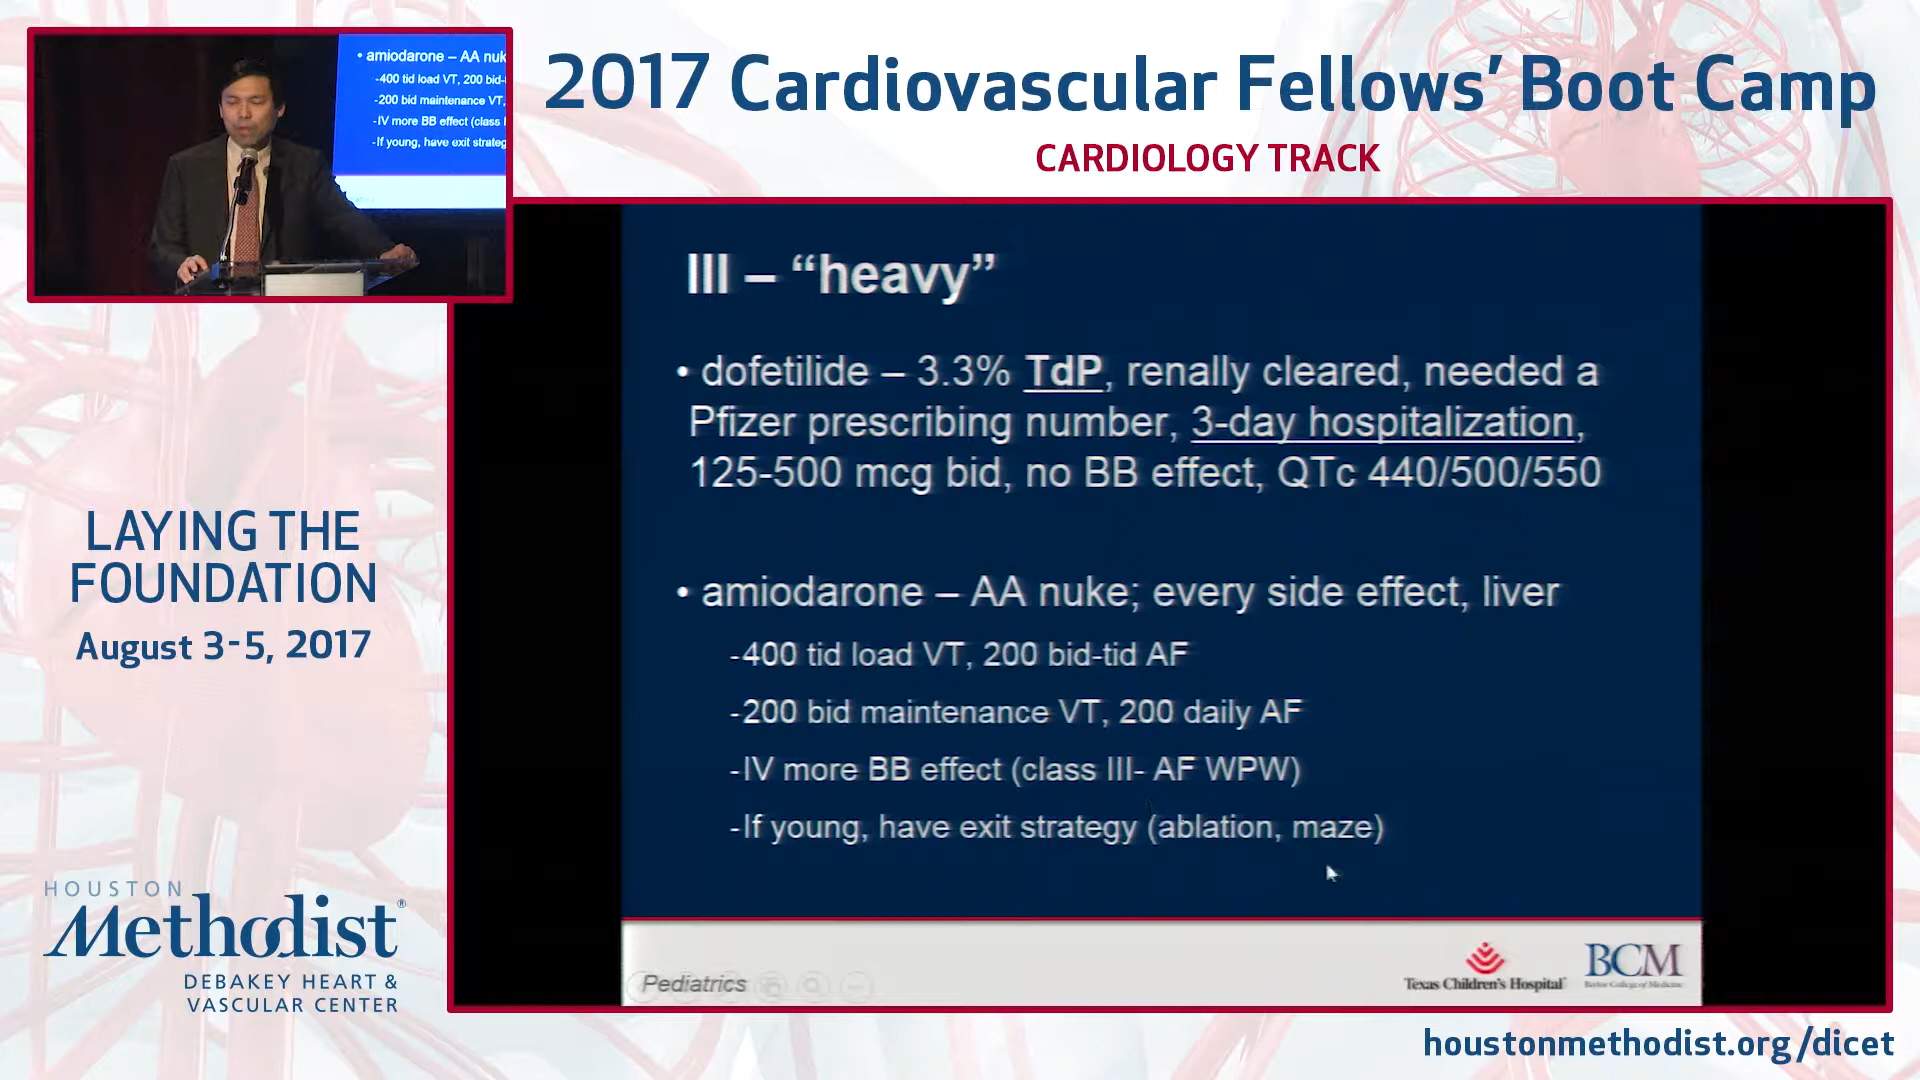 2017 Cardiovascular Fellows’ Boot Camp
CARDIOLOGY TRACK
• amiodarone – AA nuk
-400 tid load VT, 200 bid-
-200 bid maintenance VT,
-IV more BB effect (class
-If young, have exit strateg
III – “heavy”
• dofetilide – 3.3% TdP, renally cleared, needed a
Pfizer prescribing number, 3-day hospitalization,
125-500 mcg bid, no BB effect, QTc 440/500/550
• amiodarone – AA nuke; every side effect, liver
-400 tid load VT, 200 bid-tid AF
-200 bid maintenance VT, 200 daily AF
-IV more BB effect (class III- AF WPW)
-If young, have exit strategy (ablation, maze)
Pediatrics
Texas Children's Hospital
BCM
Baylor College of Medicine
LAYING THE
FOUNDATION
August 3-5, 2017
HOUSTON
Methodist®
DEBAKEY HEART &
VASCULAR CENTER
houstonmethodist.org/dicet